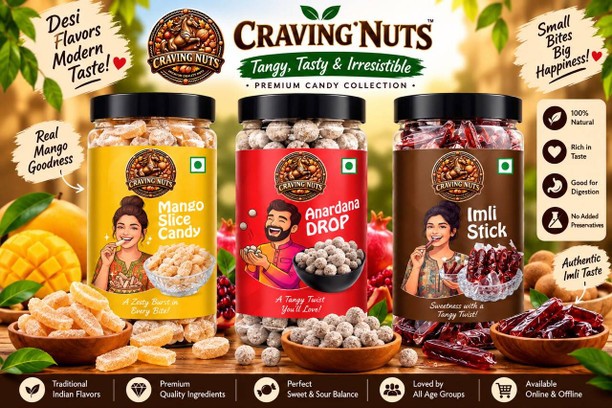 Desi
Flavors
Modern
Taste!
CRAVING NUTS
CRAVING'NUTS™
Tangy, Tasty & Irresistible
• PREMIUM CANDY COLLECTION •
Small
Bites
Big
Happiness!
Real
Mango
Goodness
100%
Natural
Rich in
Taste
Good for
Digestion
No Added
Preservatives
Authentic
Imli Taste
CRAVING NUTS
Mango
Slice
Candy
A Zesty Burst in
Every Bite!
CRAVING NUTS
Anardana
DROP
A Tangy Twist
You'll Love!
CRAVING NUTS
Imli
Stick
Sweetness with a
Tangy Twist!
Traditional
Indian Flavors
Premium
Quality Ingredients
Perfect
Sweet & Sour Balance
Loved by
All Age Groups
Available
Online & Offline